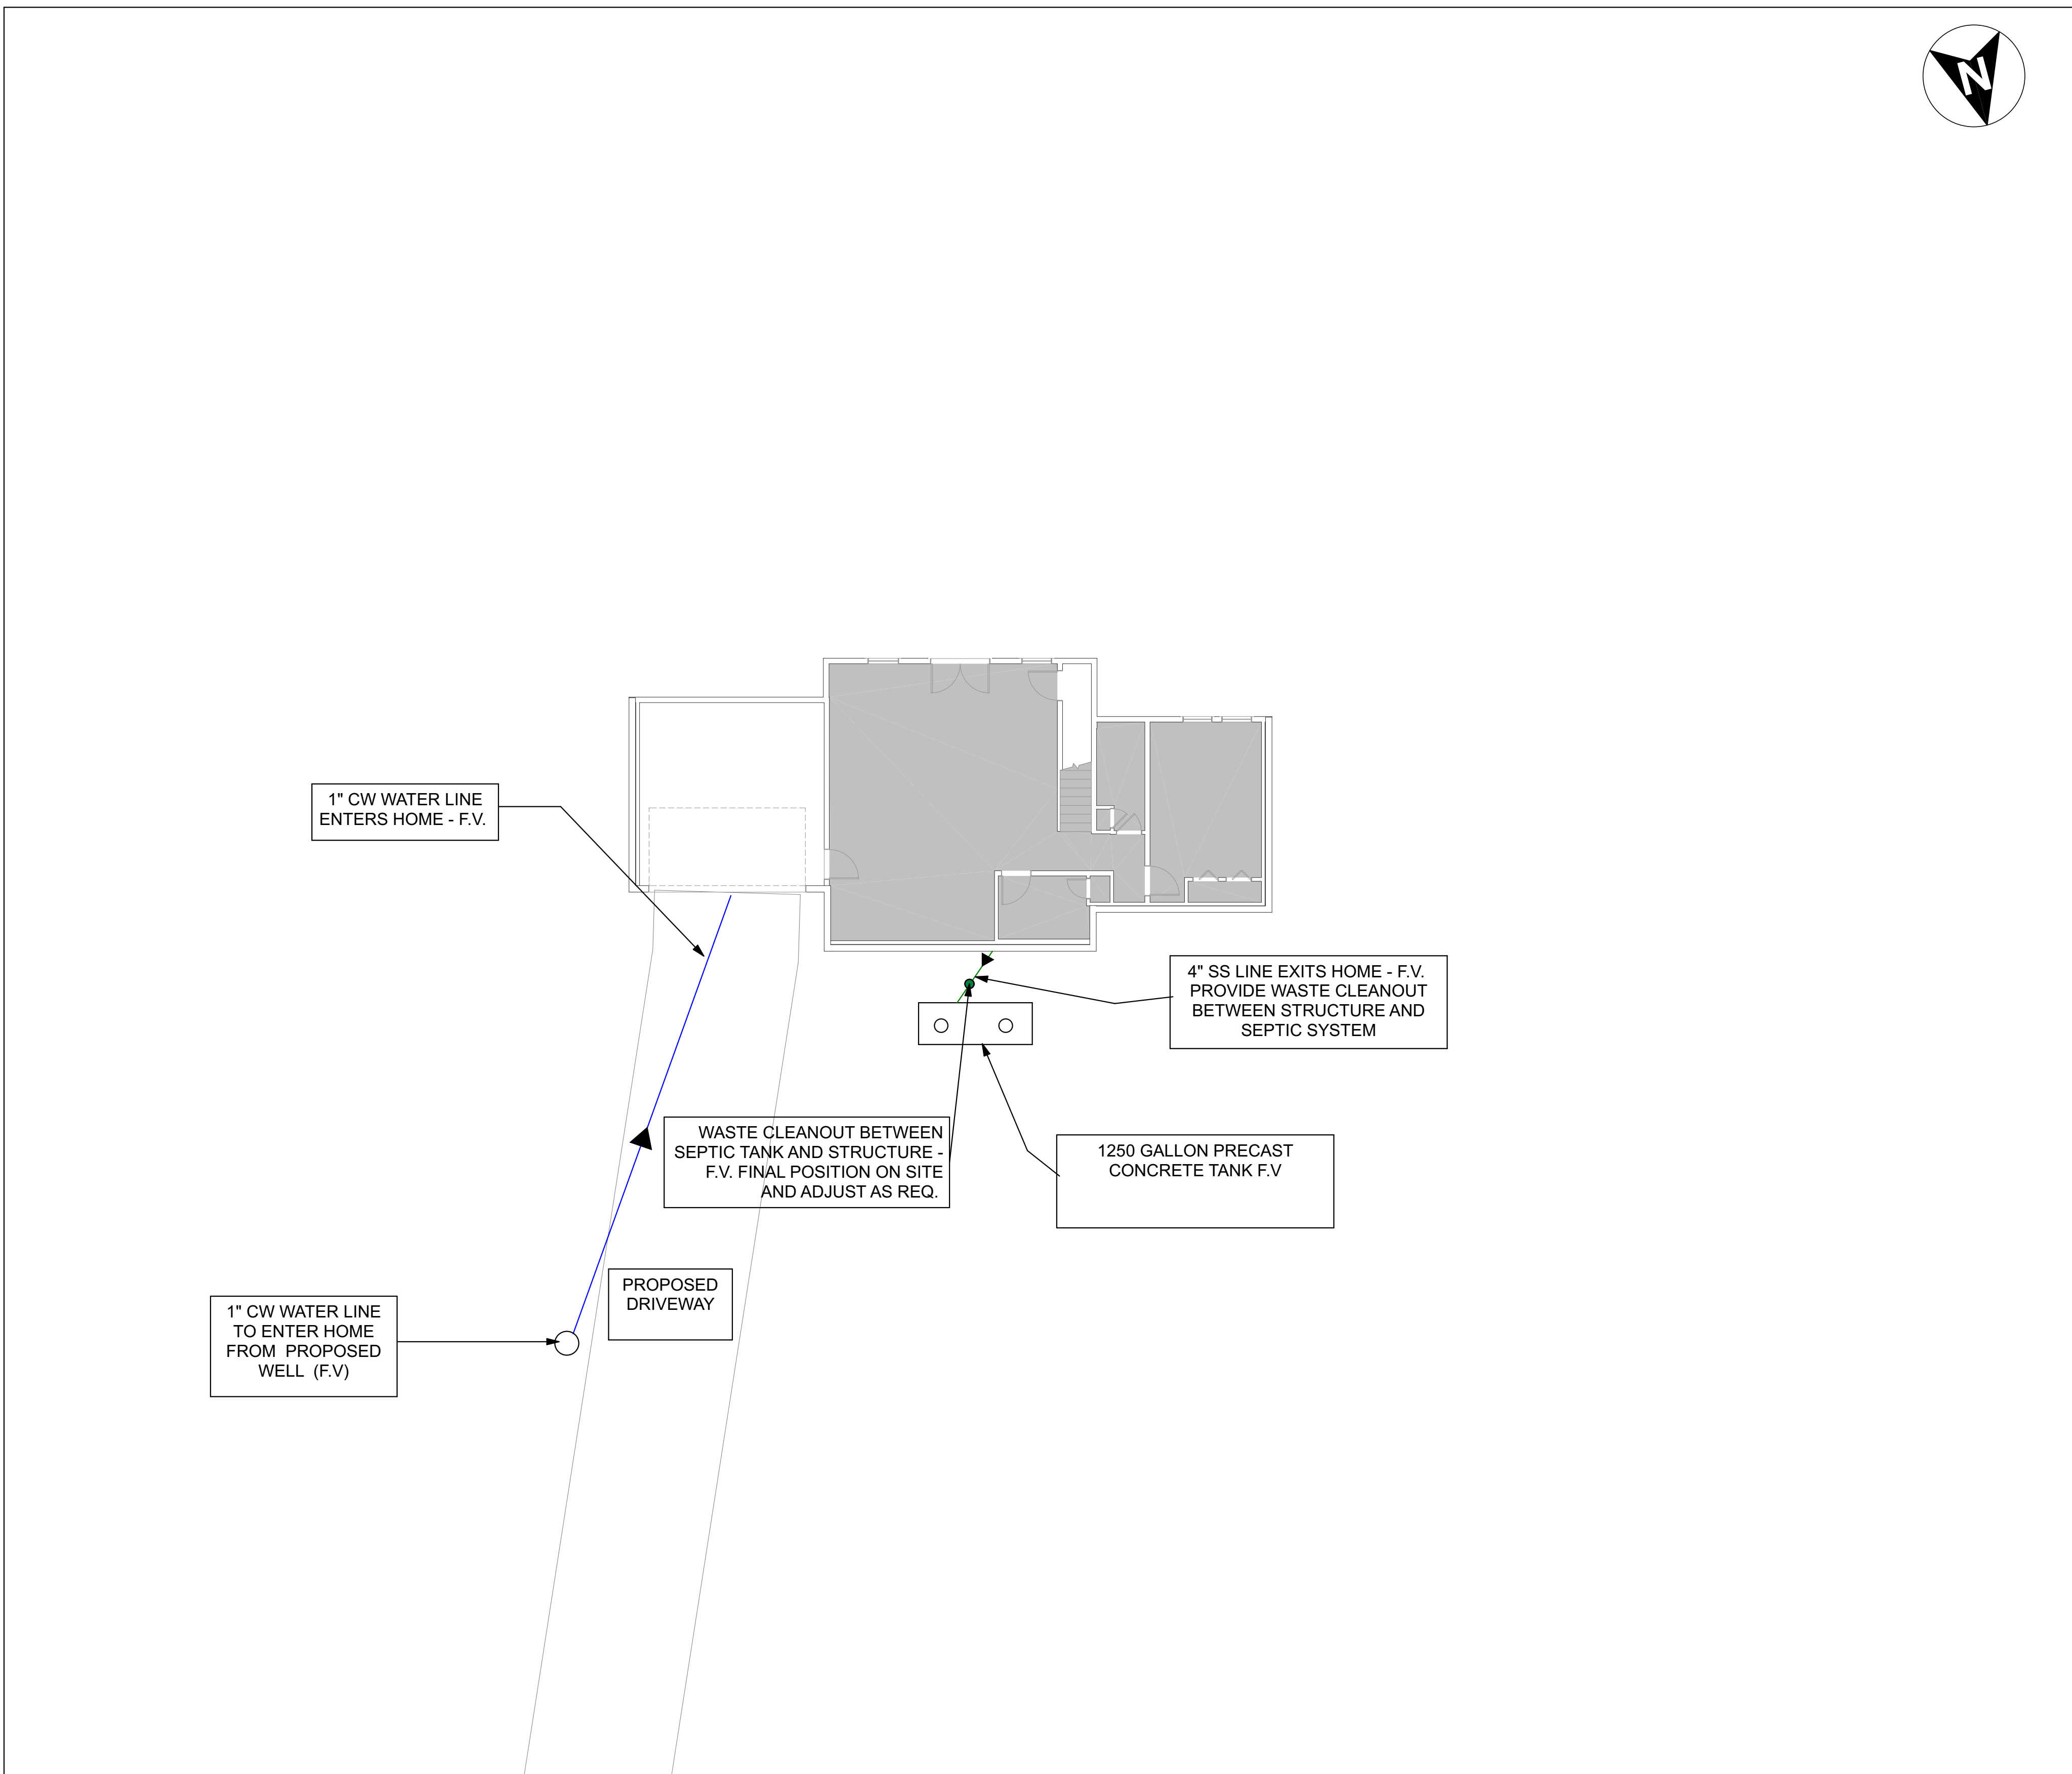 N
1" CW WATER LINE
ENTERS HOME - F.V.
4" SS LINE EXITS HOME - F.V.
PROVIDE WASTE CLEANOUT
BETWEEN STRUCTURE AND
SEPTIC SYSTEM
WASTE CLEANOUT BETWEEN
SEPTIC TANK AND STRUCTURE -
F.V. FINAL POSITION ON SITE
AND ADJUST AS REQ.
1250 GALLON PRECAST
CONCRETE TANK F.V
PROPOSED
DRIVEWAY
1" CW WATER LINE
TO ENTER HOME
FROM PROPOSED
WELL (F.V)